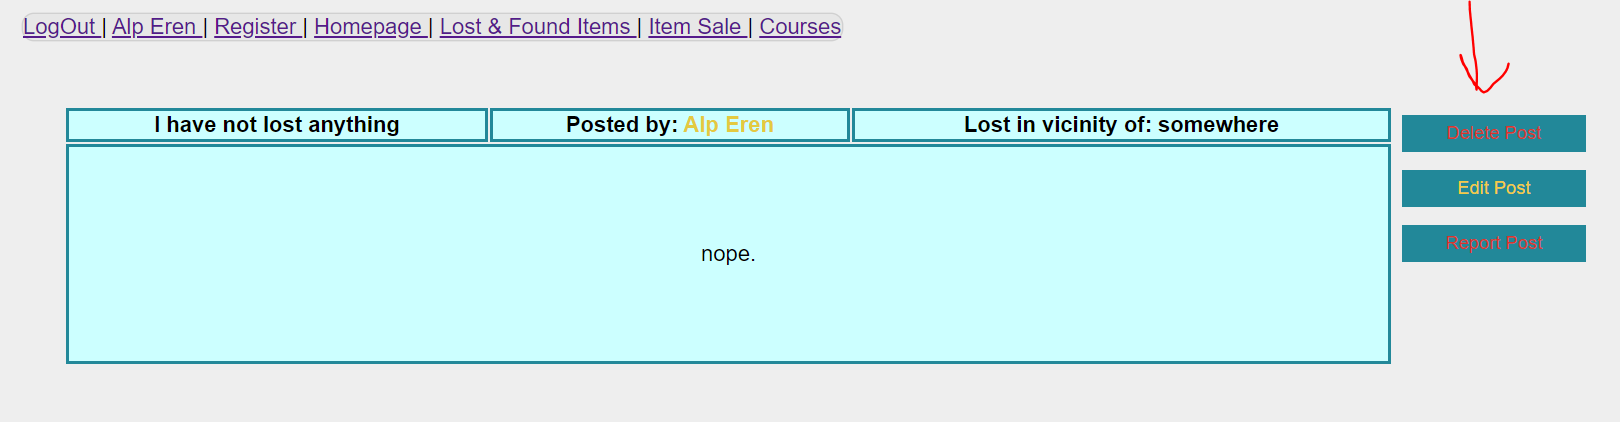 LogOut | Alp Eren | Register | Homepage | Lost & Found Items | Item Sale | Courses
I have not lost anything
Posted by: Alp Eren
Lost in vicinity of: somewhere
nope.
Delete Post
Edit Post
Report Post